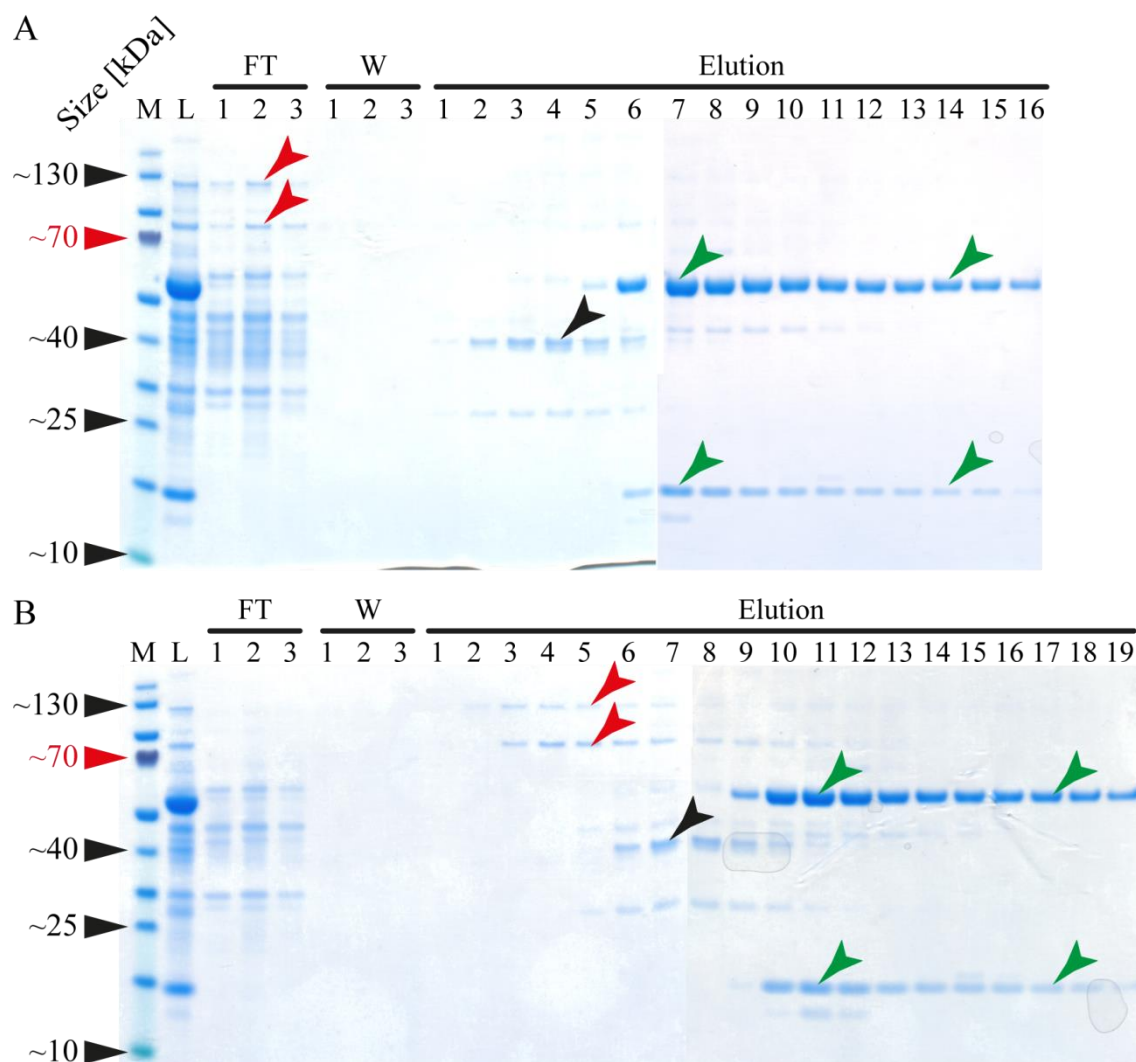 A
Size [kDa]
FT W Elution
M L 1 2 3 1 2 3 1 2 3 4 5 6 7 8 9 10 11 12 13 14 15 16
~130
~70
~40
~25
~10
B
FT W Elution
M L 1 2 3 1 2 3 1 2 3 4 5 6 7 8 9 10 11 12 13 14 15 16 17 18 19
~130
~70
~40
~25
~10